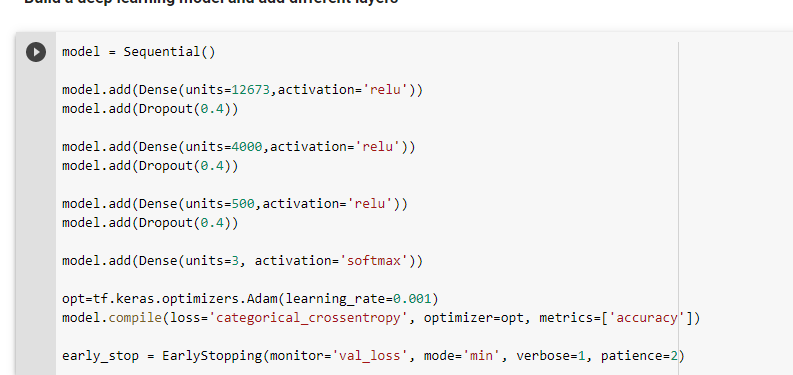 Build a deep learning model and add different layers
model = Sequential()
model.add(Dense(units=12673,activation='relu'))
model.add(Dropout(0.4))
model.add(Dense(units=4000,activation='relu'))
model.add(Dropout(0.4))
model.add(Dense(units=500,activation='relu'))
model.add(Dropout(0.4))
model.add(Dense(units=3, activation='softmax'))
opt=tf.keras.optimizers.Adam(learning_rate=0.001)
model.compile(loss='categorical_crossentropy', optimizer=opt, metrics=['accuracy'])
early_stop = EarlyStopping(monitor='val_loss', mode='min', verbose=1, patience=2)